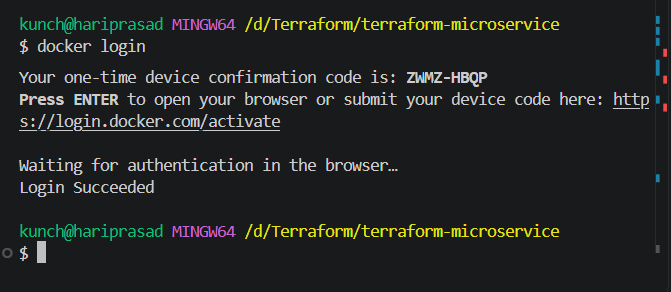 kunch@hariprasad MINGW64 /d/Terraform/terraform-microservice
$ docker login
Your one-time device confirmation code is: ZWMZ-HBQP
Press ENTER to open your browser or submit your device code here: http
s://login.docker.com/activate
Waiting for authentication in the browser…
Login Succeeded
kunch@hariprasad MINGW64 /d/Terraform/terraform-microservice
$